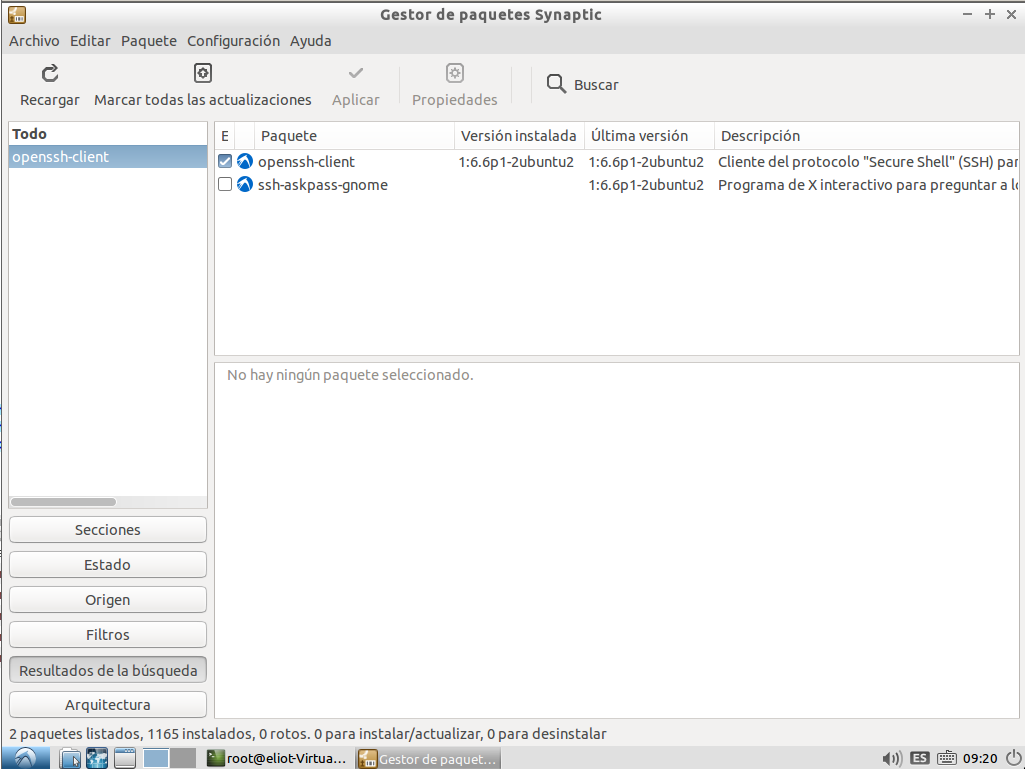 Gestor de paquetes Synaptic
Archivo Editar Paquete Configuración Ayuda
Recargar Marcar todas las actualizaciones Aplicar Propiedades Buscar
Todo
openssh-client
E Paquete Versión instalada Última versión Descripción
openssh-client 1:6.6p1-2ubuntu2 1:6.6p1-2ubuntu2 Cliente del protocolo "Secure Shell" (SSH) par
ssh-askpass-gnome 1:6.6p1-2ubuntu2 Programa de X interactivo para preguntar a lo
No hay ningún paquete seleccionado.
Secciones
Estado
Origen
Filtros
Resultados de la búsqueda
Arquitectura
2 paquetes listados, 1165 instalados, 0 rotos. 0 para instalar/actualizar, 0 para desinstalar
root@eliot-Virtua... Gestor de paquet... ES 09:20